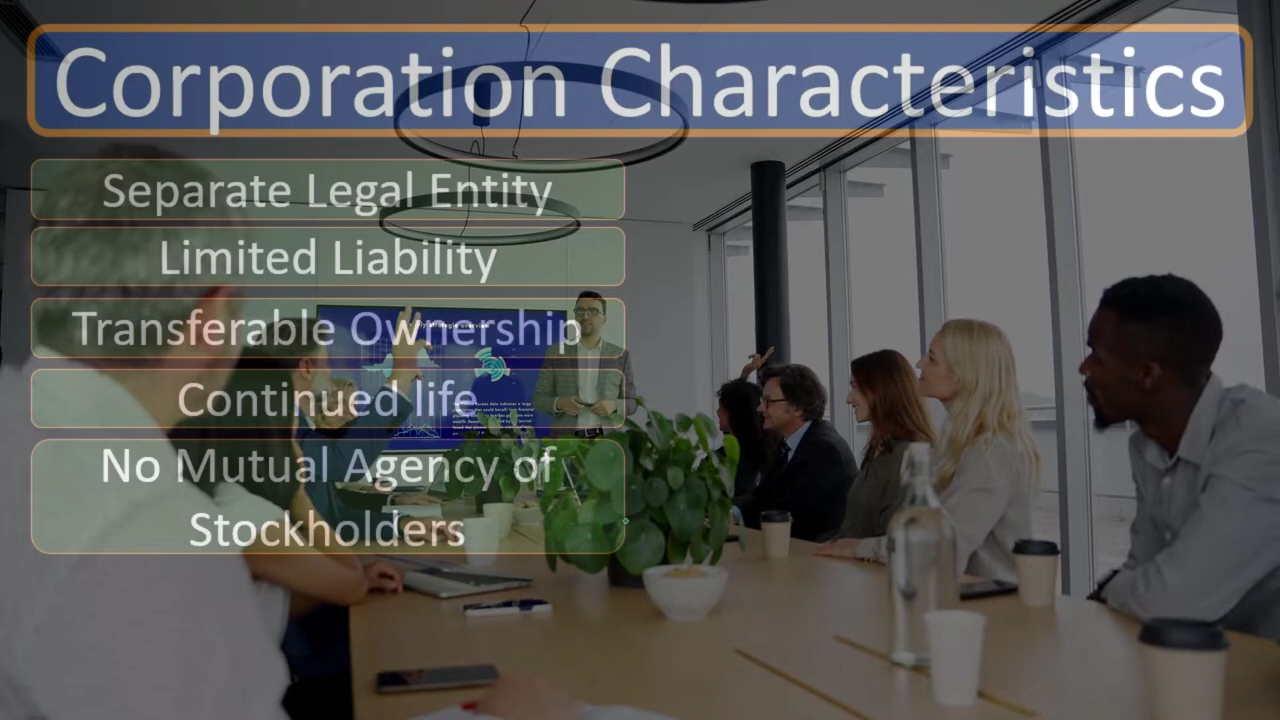 Corporation Characteristics
Separate Legal Entity
Limited Liability
Transferable Ownership
Continued life
No Mutual Agency of
Stockholders